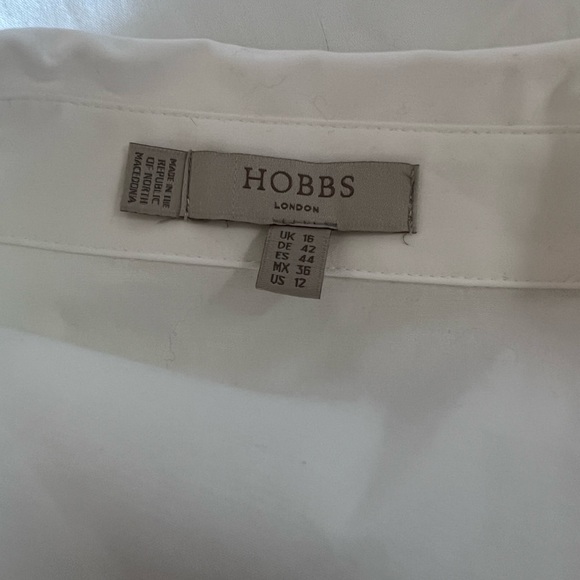 MADE IN THE
REPUBLIC
OF NORTH
MACEDONIA
HOBBS
LONDON
UK 16
DE 42
ES 44
MX 36
US 12